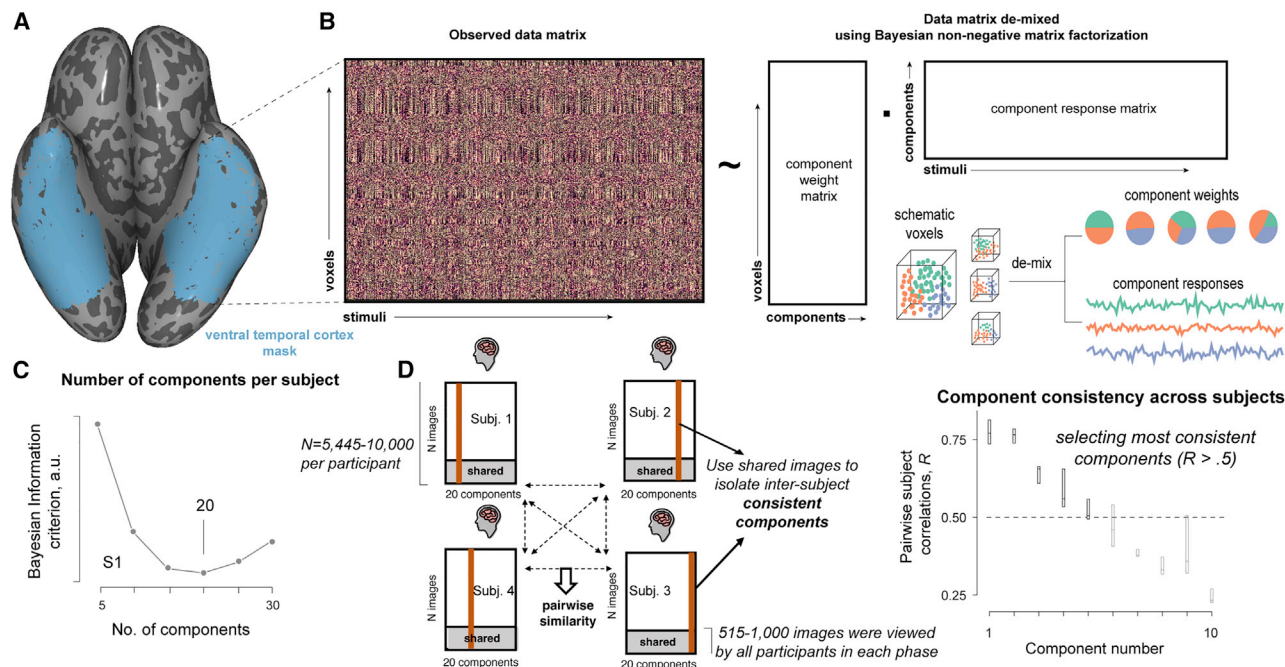 A
ventral temporal cortex
mask
B
Observed data matrix
voxels
stimuli
~
Data matrix de-mixed
using Bayesian non-negative matrix factorization
voxels
component
weight
matrix
components
components
component response matrix
stimuli
schematic
voxels
de-mix
component weights
component responses
C
Number of components per subject
Bayesian Information
criterion, a.u.
20
S1
5
30
No. of components
D
N=5,445-10,000
per participant
N images
Subj. 1
shared
20 components
N images
Subj. 2
shared
20 components
N images
Subj. 4
shared
20 components
N images
Subj. 3
shared
20 components
pairwise
similarity
Use shared images to
isolate inter-subject
consistent
components
515-1,000 images were viewed
by all participants in each phase
Component consistency across subjects
selecting most consistent
components (R > .5)
Pairwise subject
correlations, R
0.75
0.50
0.25
1
10
Component number